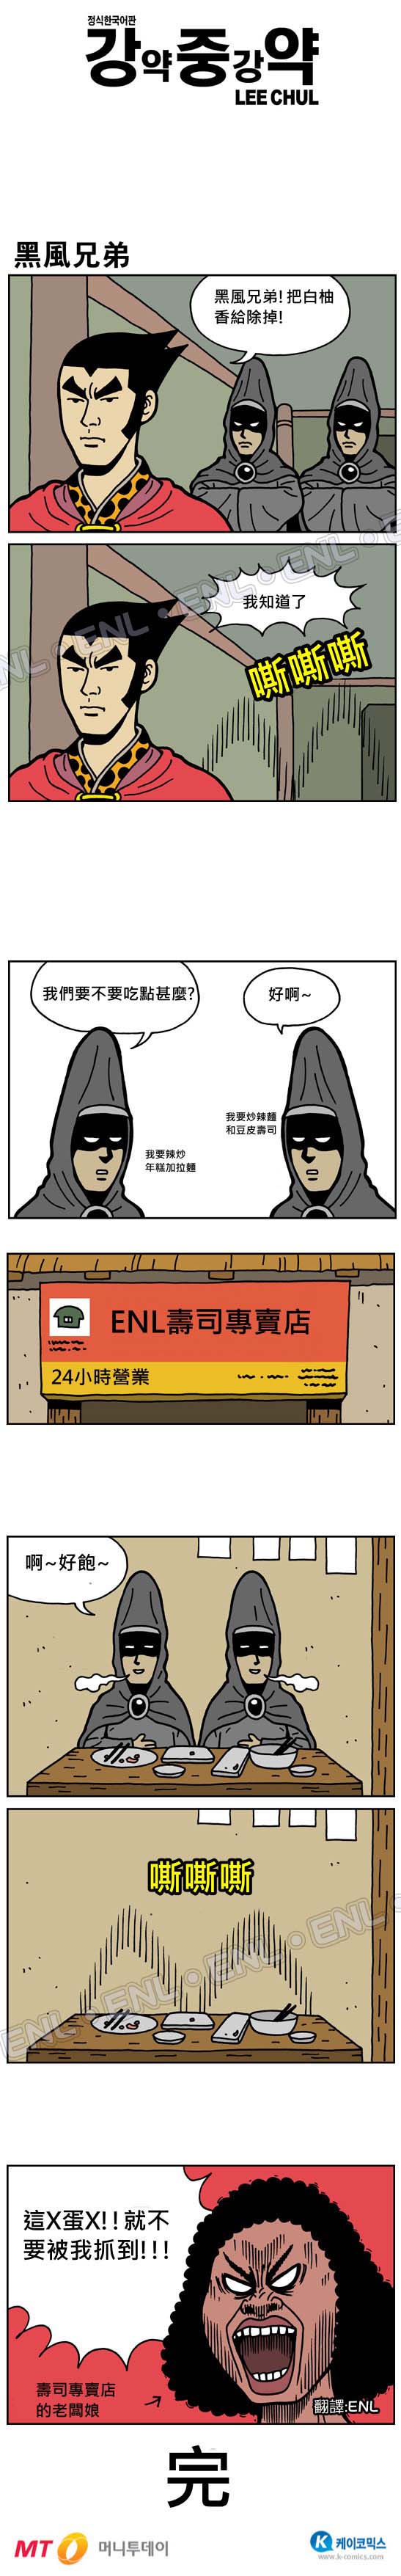 정식한국어판
강약중강약
LEE CHUL
黑風兄弟
黑風兄弟! 把白柚
香給除掉!
我知道了
嘶嘶嘶
ENL
我們要不要吃點甚麼?
好啊~
我要辣炒
年糕加拉麵
我要炒辣麵
和豆皮壽司
ENL壽司專賣店
24小時營業
啊~好飽~
嘶嘶嘶
ENL
這X蛋X!!就不
要被我抓到!!!
壽司專賣店
的老闆娘
翻譯:ENL
完
MT 머니투데이
K 케이코믹스
www.k-comics.com